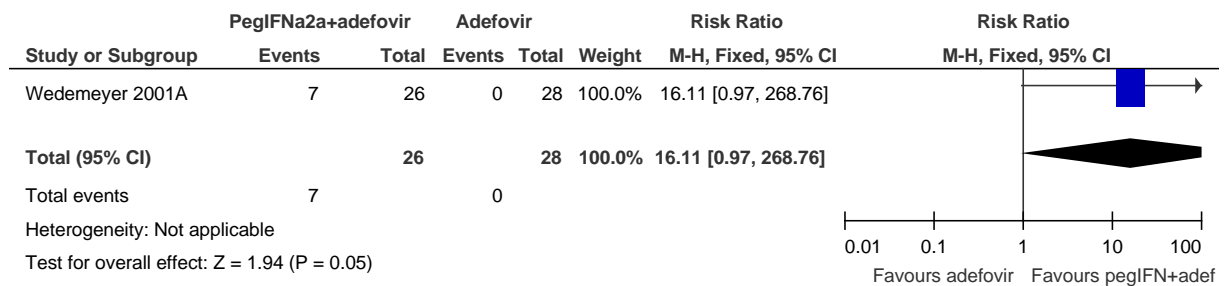 PegIFNa2a+adefovir Adefovir Risk Ratio Risk Ratio
Study or Subgroup Events Total Events Total Weight M-H, Fixed, 95% CI M-H, Fixed, 95% CI
Wedemeyer 2001A 7 26 0 28 100.0% 16.11 [0.97, 268.76]
Total (95% CI) 26 28 100.0% 16.11 [0.97, 268.76]
Total events 7 0
Heterogeneity: Not applicable
Test for overall effect: Z = 1.94 (P = 0.05)
0.01 0.1 1 10 100
Favours adefovir Favours pegIFN+adef